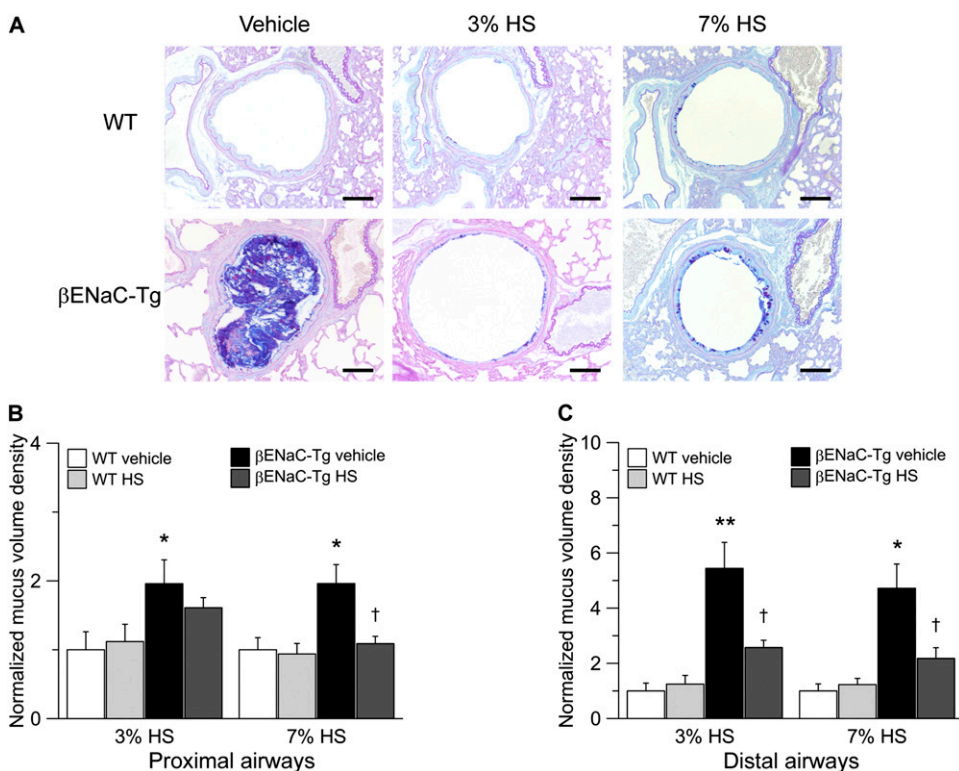 A
Vehicle
3% HS
7% HS
WT
βENaC-Tg
B
Normalized mucus volume density
4
2
0
WT vehicle
WT HS
βENaC-Tg vehicle
βENaC-Tg HS
*
*
†
3% HS
7% HS
Proximal airways
C
Normalized mucus volume density
10
8
6
4
2
0
WT vehicle
WT HS
βENaC-Tg vehicle
βENaC-Tg HS
**
†
*
†
3% HS
7% HS
Distal airways